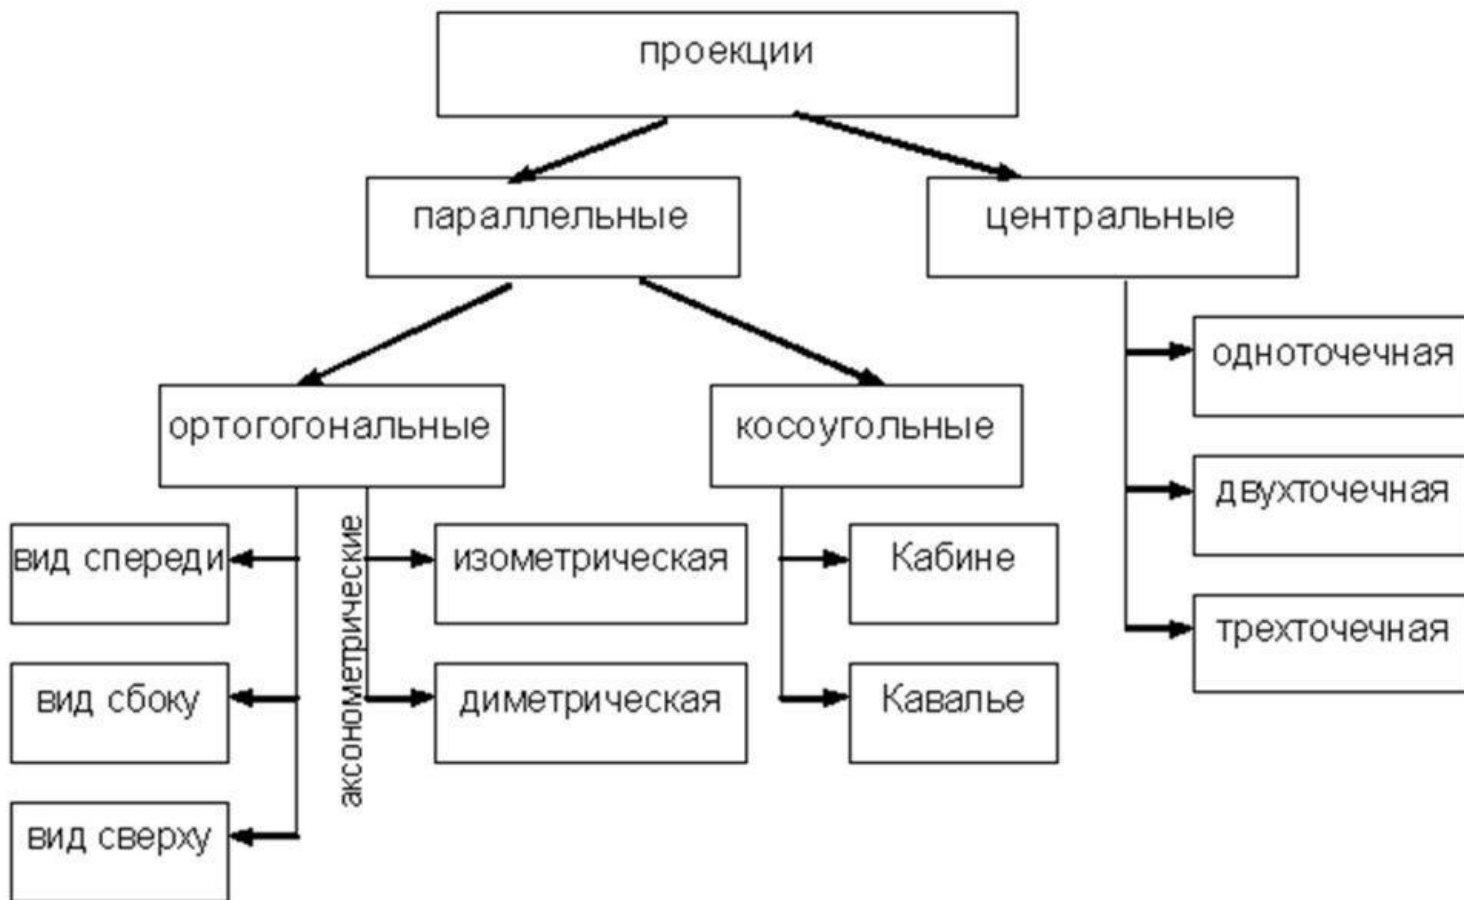 проекции
параллельные
центральные
одноточечная
ортогогональные
косоугольные
двухточечная
вид спереди
аксонометрические
изометрическая
Кабине
трехточечная
вид сбоку
диметрическая
Кавалье
вид сверху